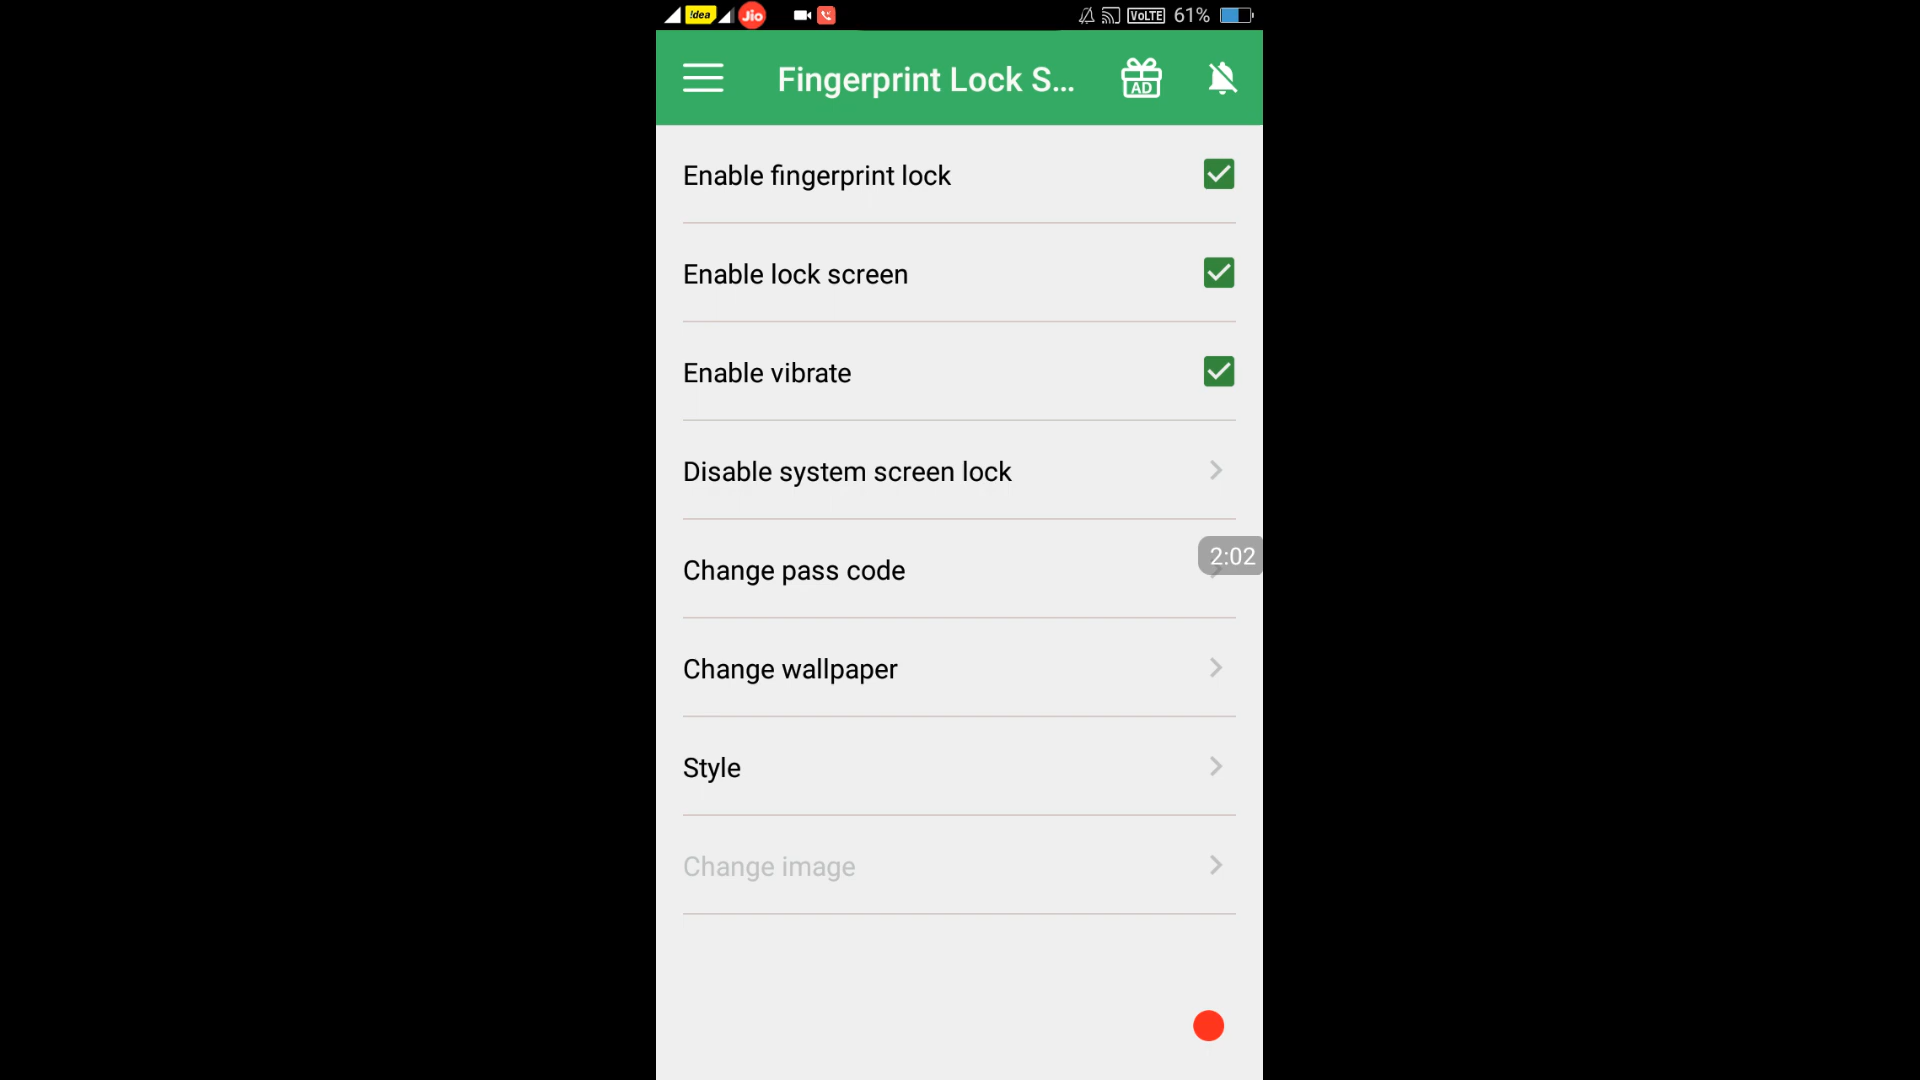 !dea Jio VoLTE 61%
Fingerprint Lock S... AD
Enable fingerprint lock
Enable lock screen
Enable vibrate
Disable system screen lock
2:02
Change pass code
Change wallpaper
Style
Change image